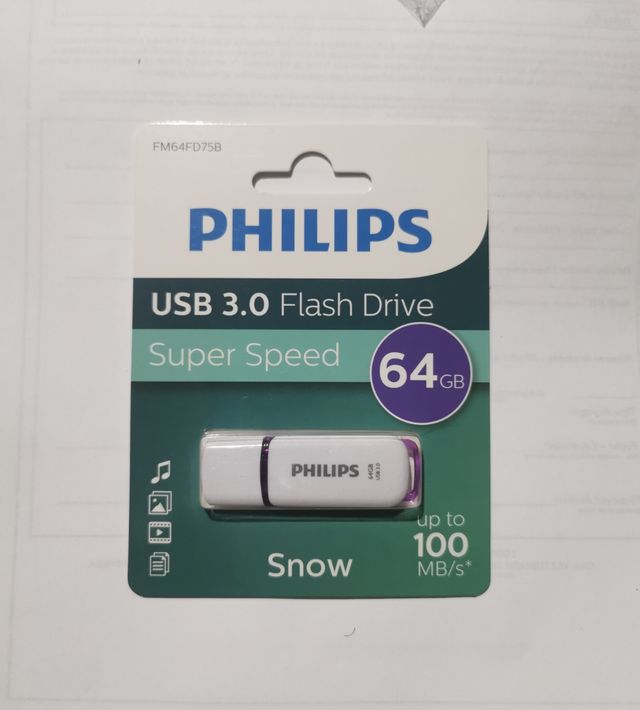 FM64FD75B
PHILIPS
USB 3.0 Flash Drive
Super Speed
64GB
PHILIPS
64GB
USB 3.0
up to
100
MB/s*
Snow